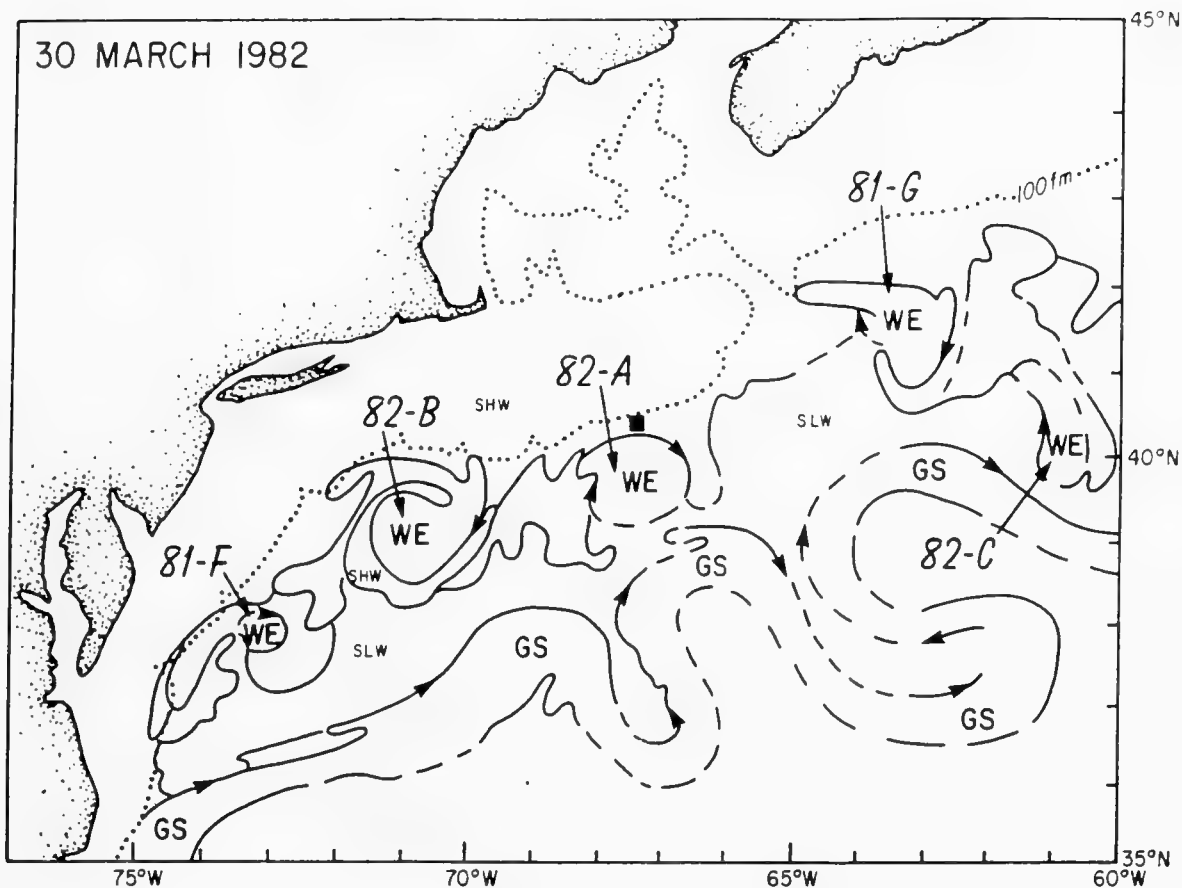 45°N
30 MARCH 1982
100fm
81-G
WE
82-A
SHW
82-B
SLW
WE
40°N
WE
GS
WE
81-F
82-C
SHW
GS
WE
SLW
GS
GS
GS
35°N
75°W
70°W
65°W
60°W